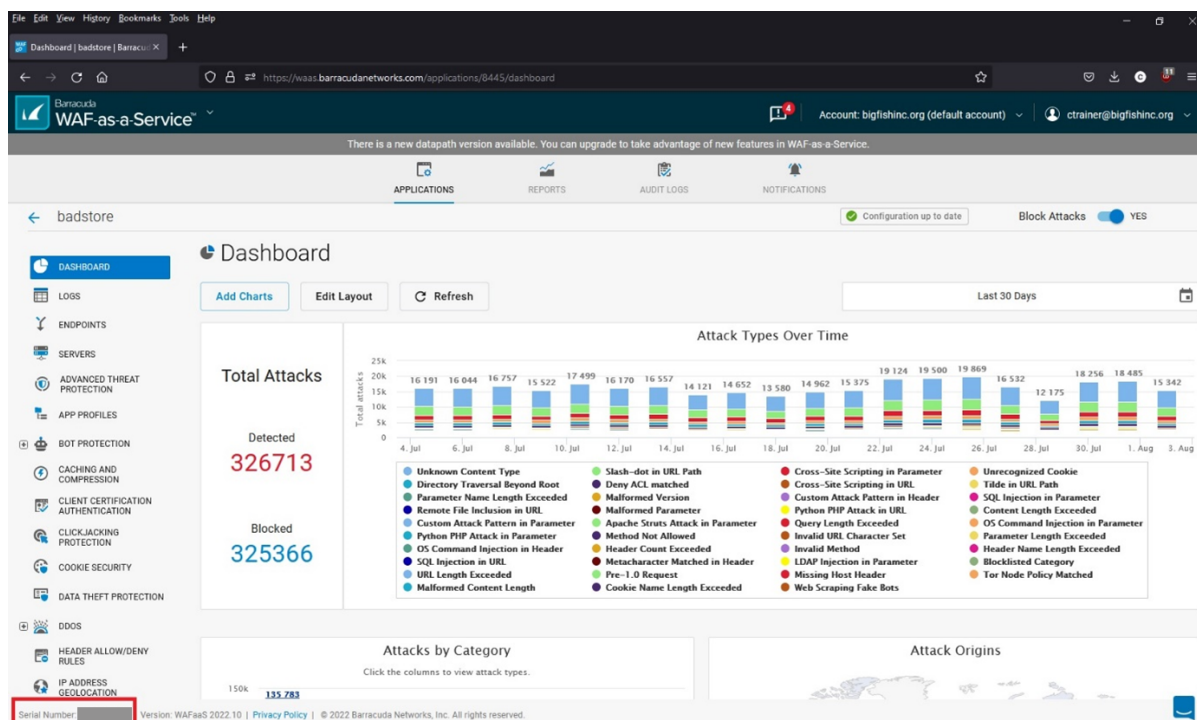 File Edit View History Bookmarks Tools Help
Dashboard | badstore | Barracu
https://waas.barracudanetworks.com/applications/8445/dashboard
11
Barracuda
WAF-as-a-Service
4
Account: bigfishinc.org (default account)
ctrainer@bigfishinc.org
There is a new datapath version available. You can upgrade to take advantage of new features in WAF-as-a-Service.
APPLICATIONS REPORTS AUDIT LOGS NOTIFICATIONS
badstore
Configuration up to date
Block Attacks YES
DASHBOARD
LOGS
ENDPOINTS
SERVERS
ADVANCED THREAT
PROTECTION
APP PROFILES
BOT PROTECTION
CACHING AND
COMPRESSION
CLIENT CERTIFICATION
AUTHENTICATION
CLICKJACKING
PROTECTION
COOKIE SECURITY
DATA THEFT PROTECTION
DDOS
HEADER ALLOW/DENY
RULES
IP ADDRESS
GEOLOCATION
Dashboard
Add Charts Edit Layout Refresh
Last 30 Days
Total Attacks
Detected
326713
Blocked
325366
Attack Types Over Time
Total attacks
25k
20k
15k
10k
5k
0
16 191 16 044 16 757 15 522 17 499 16 170 16 557 14 121 14 652 13 580 14 962 15 375 19 124 19 500 19 869 16 532 12 175 18 256 18 485 15 342
4. Jul 6. Jul 8. Jul 10. Jul 12. Jul 14. Jul 16. Jul 18. Jul 20. Jul 22. Jul 24. Jul 26. Jul 28. Jul 30. Jul 1. Aug 3. Aug
Unknown Content Type Slash-dot in URL Path Cross-Site Scripting in Parameter Unrecognized Cookie
Directory Traversal Beyond Root Deny ACL matched Cross-Site Scripting in URL Tilde in URL Path
Parameter Name Length Exceeded Malformed Version Custom Attack Pattern in Header SQL Injection in Parameter
Remote File Inclusion in URL Malformed Parameter Python PHP Attack in URL Content Length Exceeded
Custom Attack Pattern in Parameter Apache Struts Attack in Parameter Query Length Exceeded OS Command Injection in Parameter
Python PHP Attack in Parameter Method Not Allowed Invalid URL Character Set Parameter Length Exceeded
OS Command Injection in Header Header Count Exceeded Invalid Method Header Name Length Exceeded
SQL Injection in URL Metacharacter Matched in Header LDAP Injection in Parameter Blocklisted Category
URL Length Exceeded Pre-1.0 Request Missing Host Header Tor Node Policy Matched
Malformed Content Length Cookie Name Length Exceeded Web Scraping Fake Bots
Attacks by Category
Click the columns to view attack types.
150k
135 783
Attack Origins
Serial Number: Version: WAFaaS 2022.10 | Privacy Policy | © 2022 Barracuda Networks, Inc. All rights reserved.